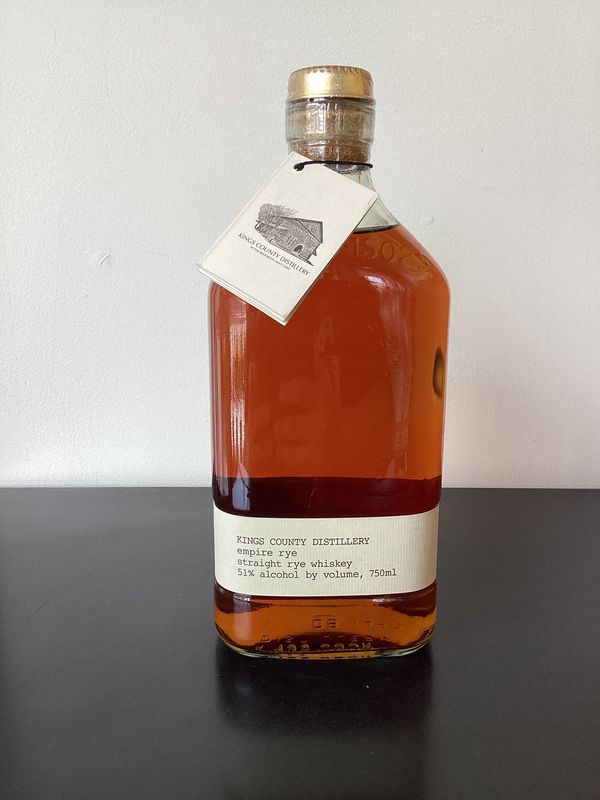 KINGS COUNTY DISTILLERY
KINGS COUNTY DISTILLERY
empire rye
straight rye whiskey
51% alcohol by volume, 750ml